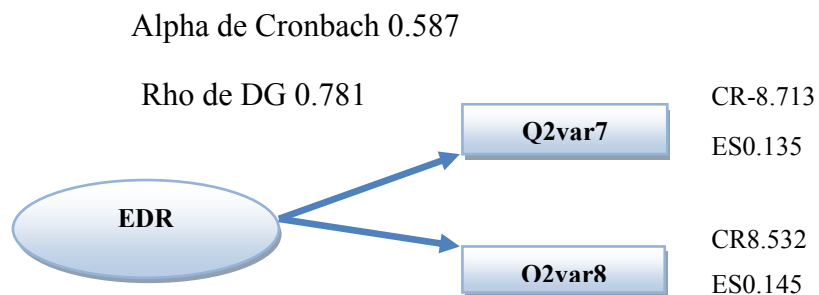 Alpha de Cronbach 0.587
Rho de DG 0.781
CR-8.713
Q2var7
ES0.135
EDR
CR8.532
Q2var8
ES0.145